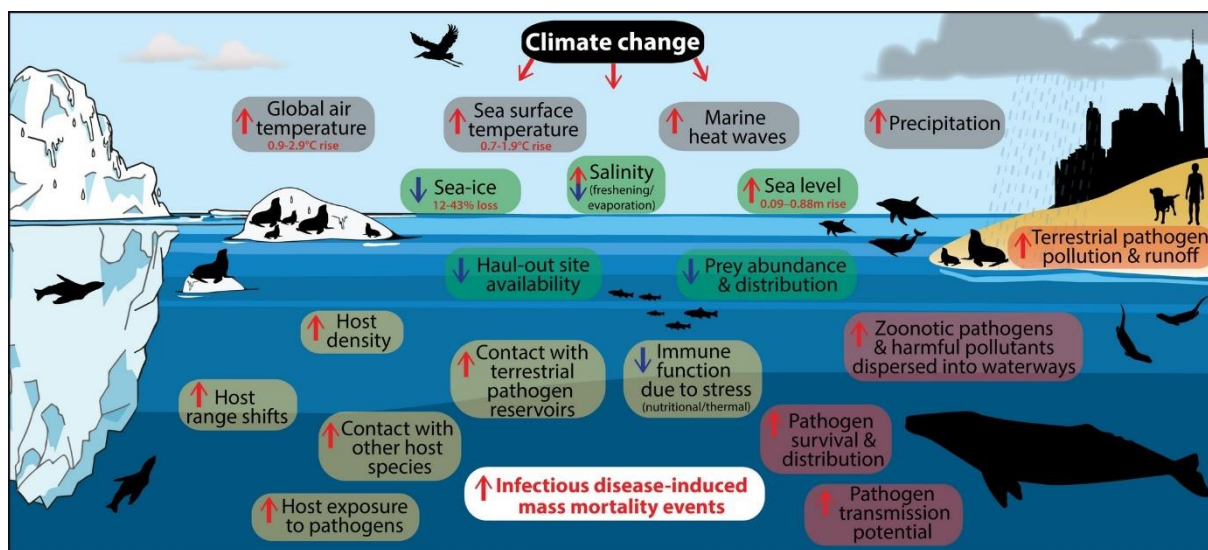 Climate change
Global air
temperature
0.9-2.9°C rise
Sea surface
temperature
0.7-1.9°C rise
Marine
heat waves
Precipitation
Sea-ice
12-43% loss
Salinity
(freshening/
evaporation)
Sea level
0.09–0.88m rise
Terrestrial pathogen
pollution & runoff
Haul-out site
availability
Prey abundance
& distribution
Host
density
Contact with
terrestrial
pathogen
reservoirs
Immune
function
due to stress
(nutritional/thermal)
Zoonotic pathogens
& harmful pollutants
dispersed into waterways
Host
range shifts
Contact with
other host
species
Pathogen
survival &
distribution
Host exposure
to pathogens
Infectious disease-induced
mass mortality events
Pathogen
transmission
potential